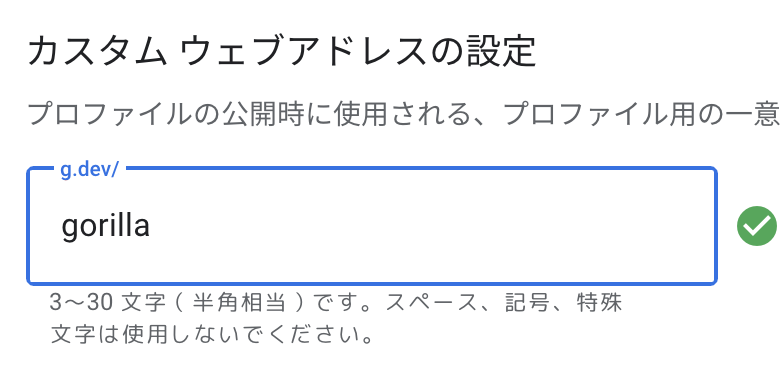 カスタム ウェブアドレスの設定
プロファイルの公開時に使用される、プロファイル用の一意
g.dev/
gorilla
3～30 文字 ( 半角相当 ) です。スペース、記号、特殊
文字は使用しないでください。